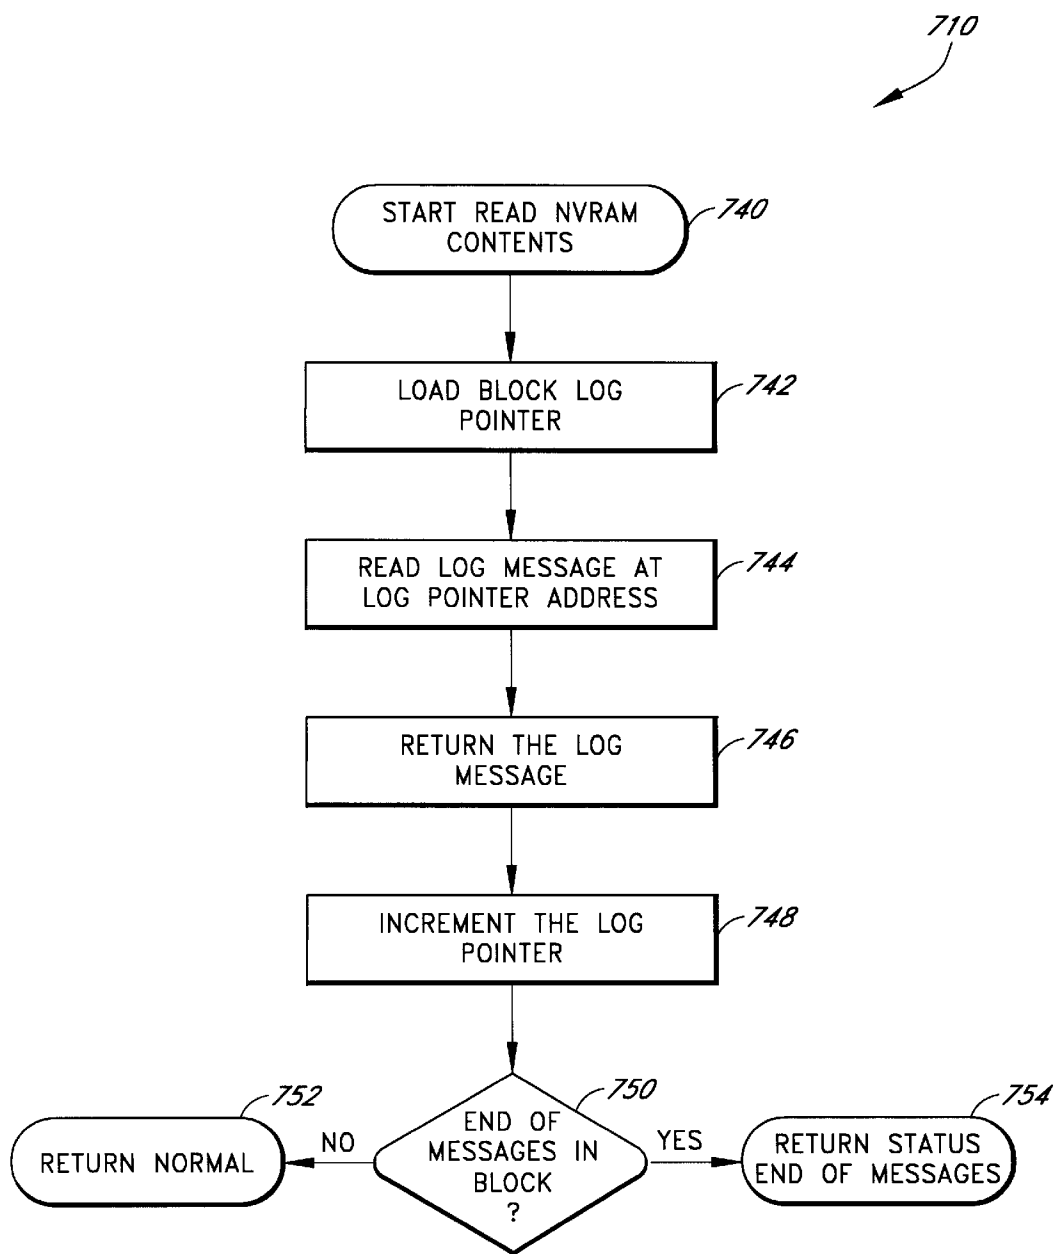 710
START READ NVRAM
CONTENTS
740
LOAD BLOCK LOG
POINTER
742
READ LOG MESSAGE AT
LOG POINTER ADDRESS
744
RETURN THE LOG
MESSAGE
746
INCREMENT THE LOG
POINTER
748
752
RETURN NORMAL
NO
750
END OF
MESSAGES IN
BLOCK
?
YES
754
RETURN STATUS
END OF MESSAGES